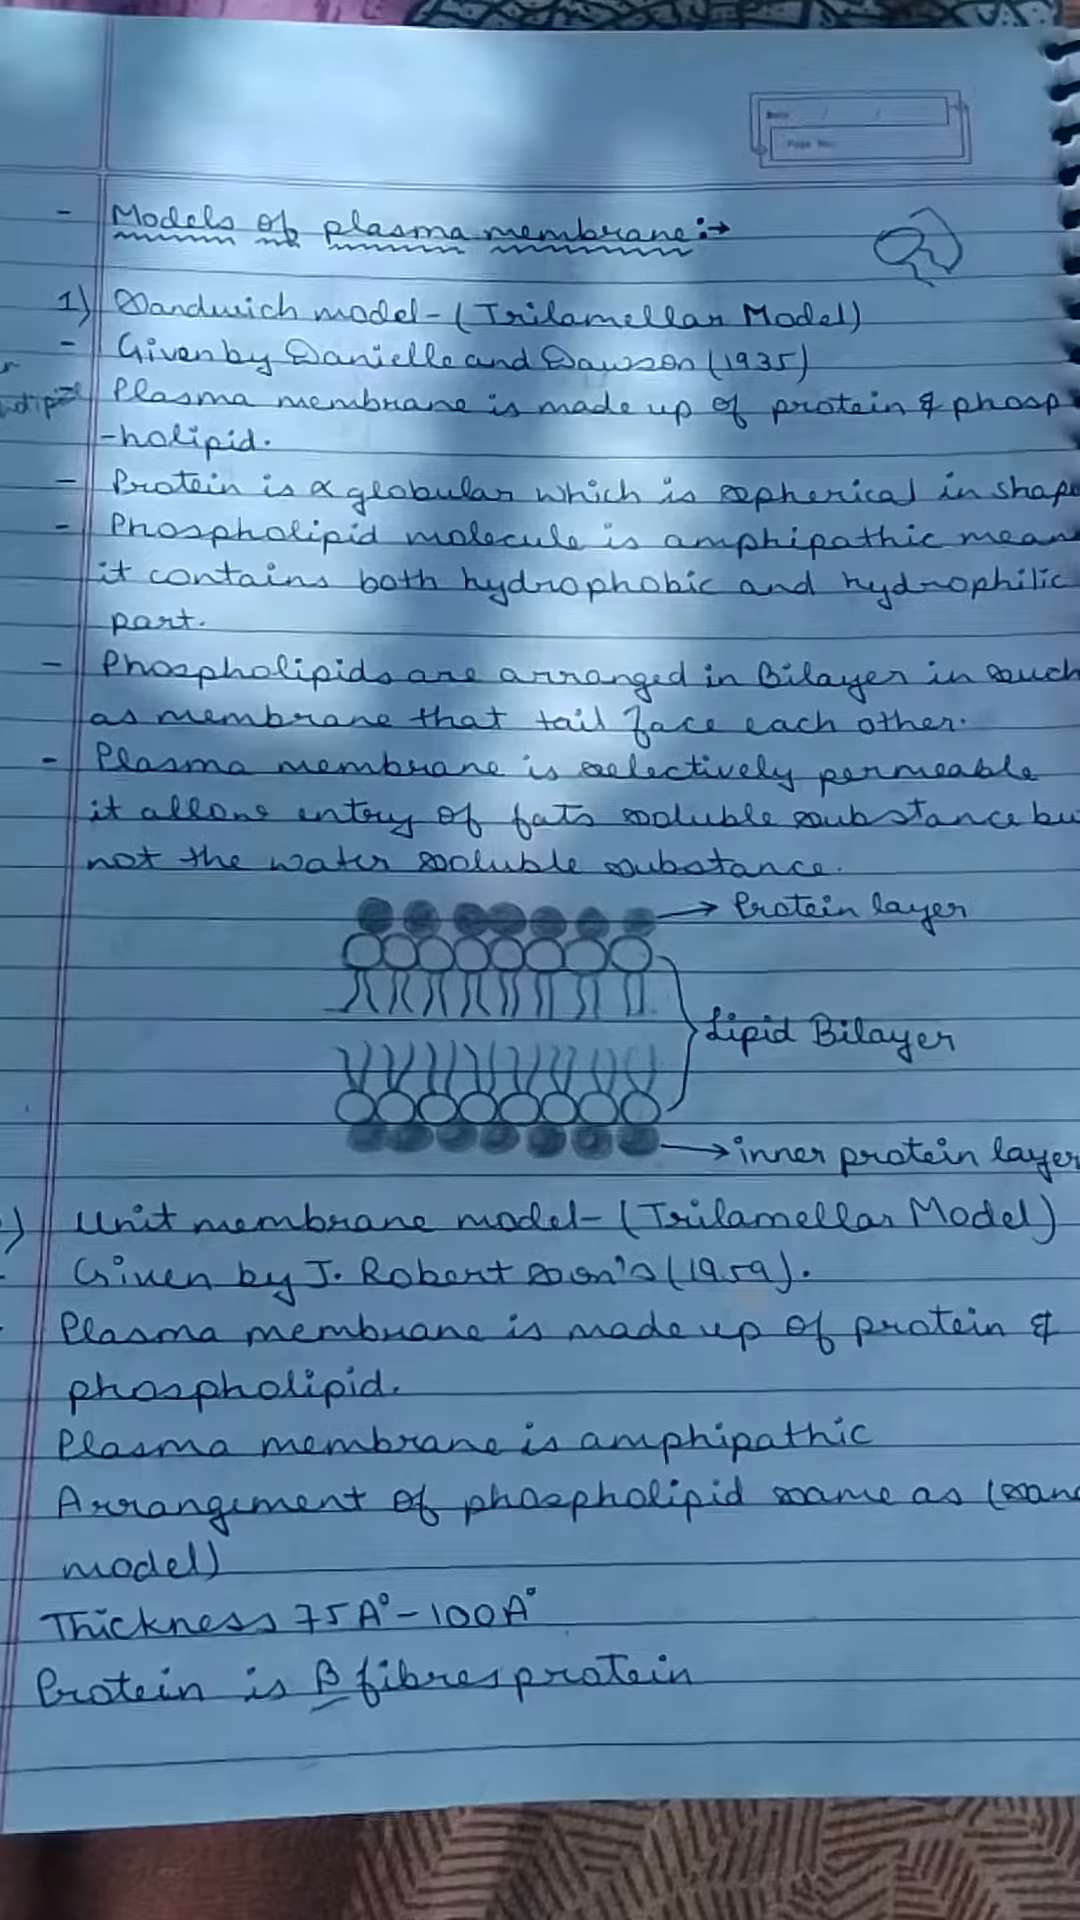 - Models of plasma membrane:→
1) Sandwich model - (Trilamellar Model)
- Given by Danielle and Dawson (1935)
Plasma membrane is made up of protein & phosp
-holipid.
- Protein is α globular which is spherical in shape
- Phospholipid molecule is amphipathic mean
it contains both hydrophobic and hydrophilic
part.
- Phospholipids are arranged in Bilayer in such
as membrane that tail face each other.
- Plasma membrane is selectively permeable
it allows entry of fats soluble substance bu
not the water soluble substance.
→ Protein layer
Lipid Bilayer
→ inner protein layer
) Unit membrane model - (Trilamellar Model)
- Given by J. Robert son's (1959).
- Plasma membrane is made up of protein &
phospholipid.
Plasma membrane is amphipathic
Arrangement of phospholipid same as (san
model)
Thickness 75A° - 100A°
Protein is β fibres protein